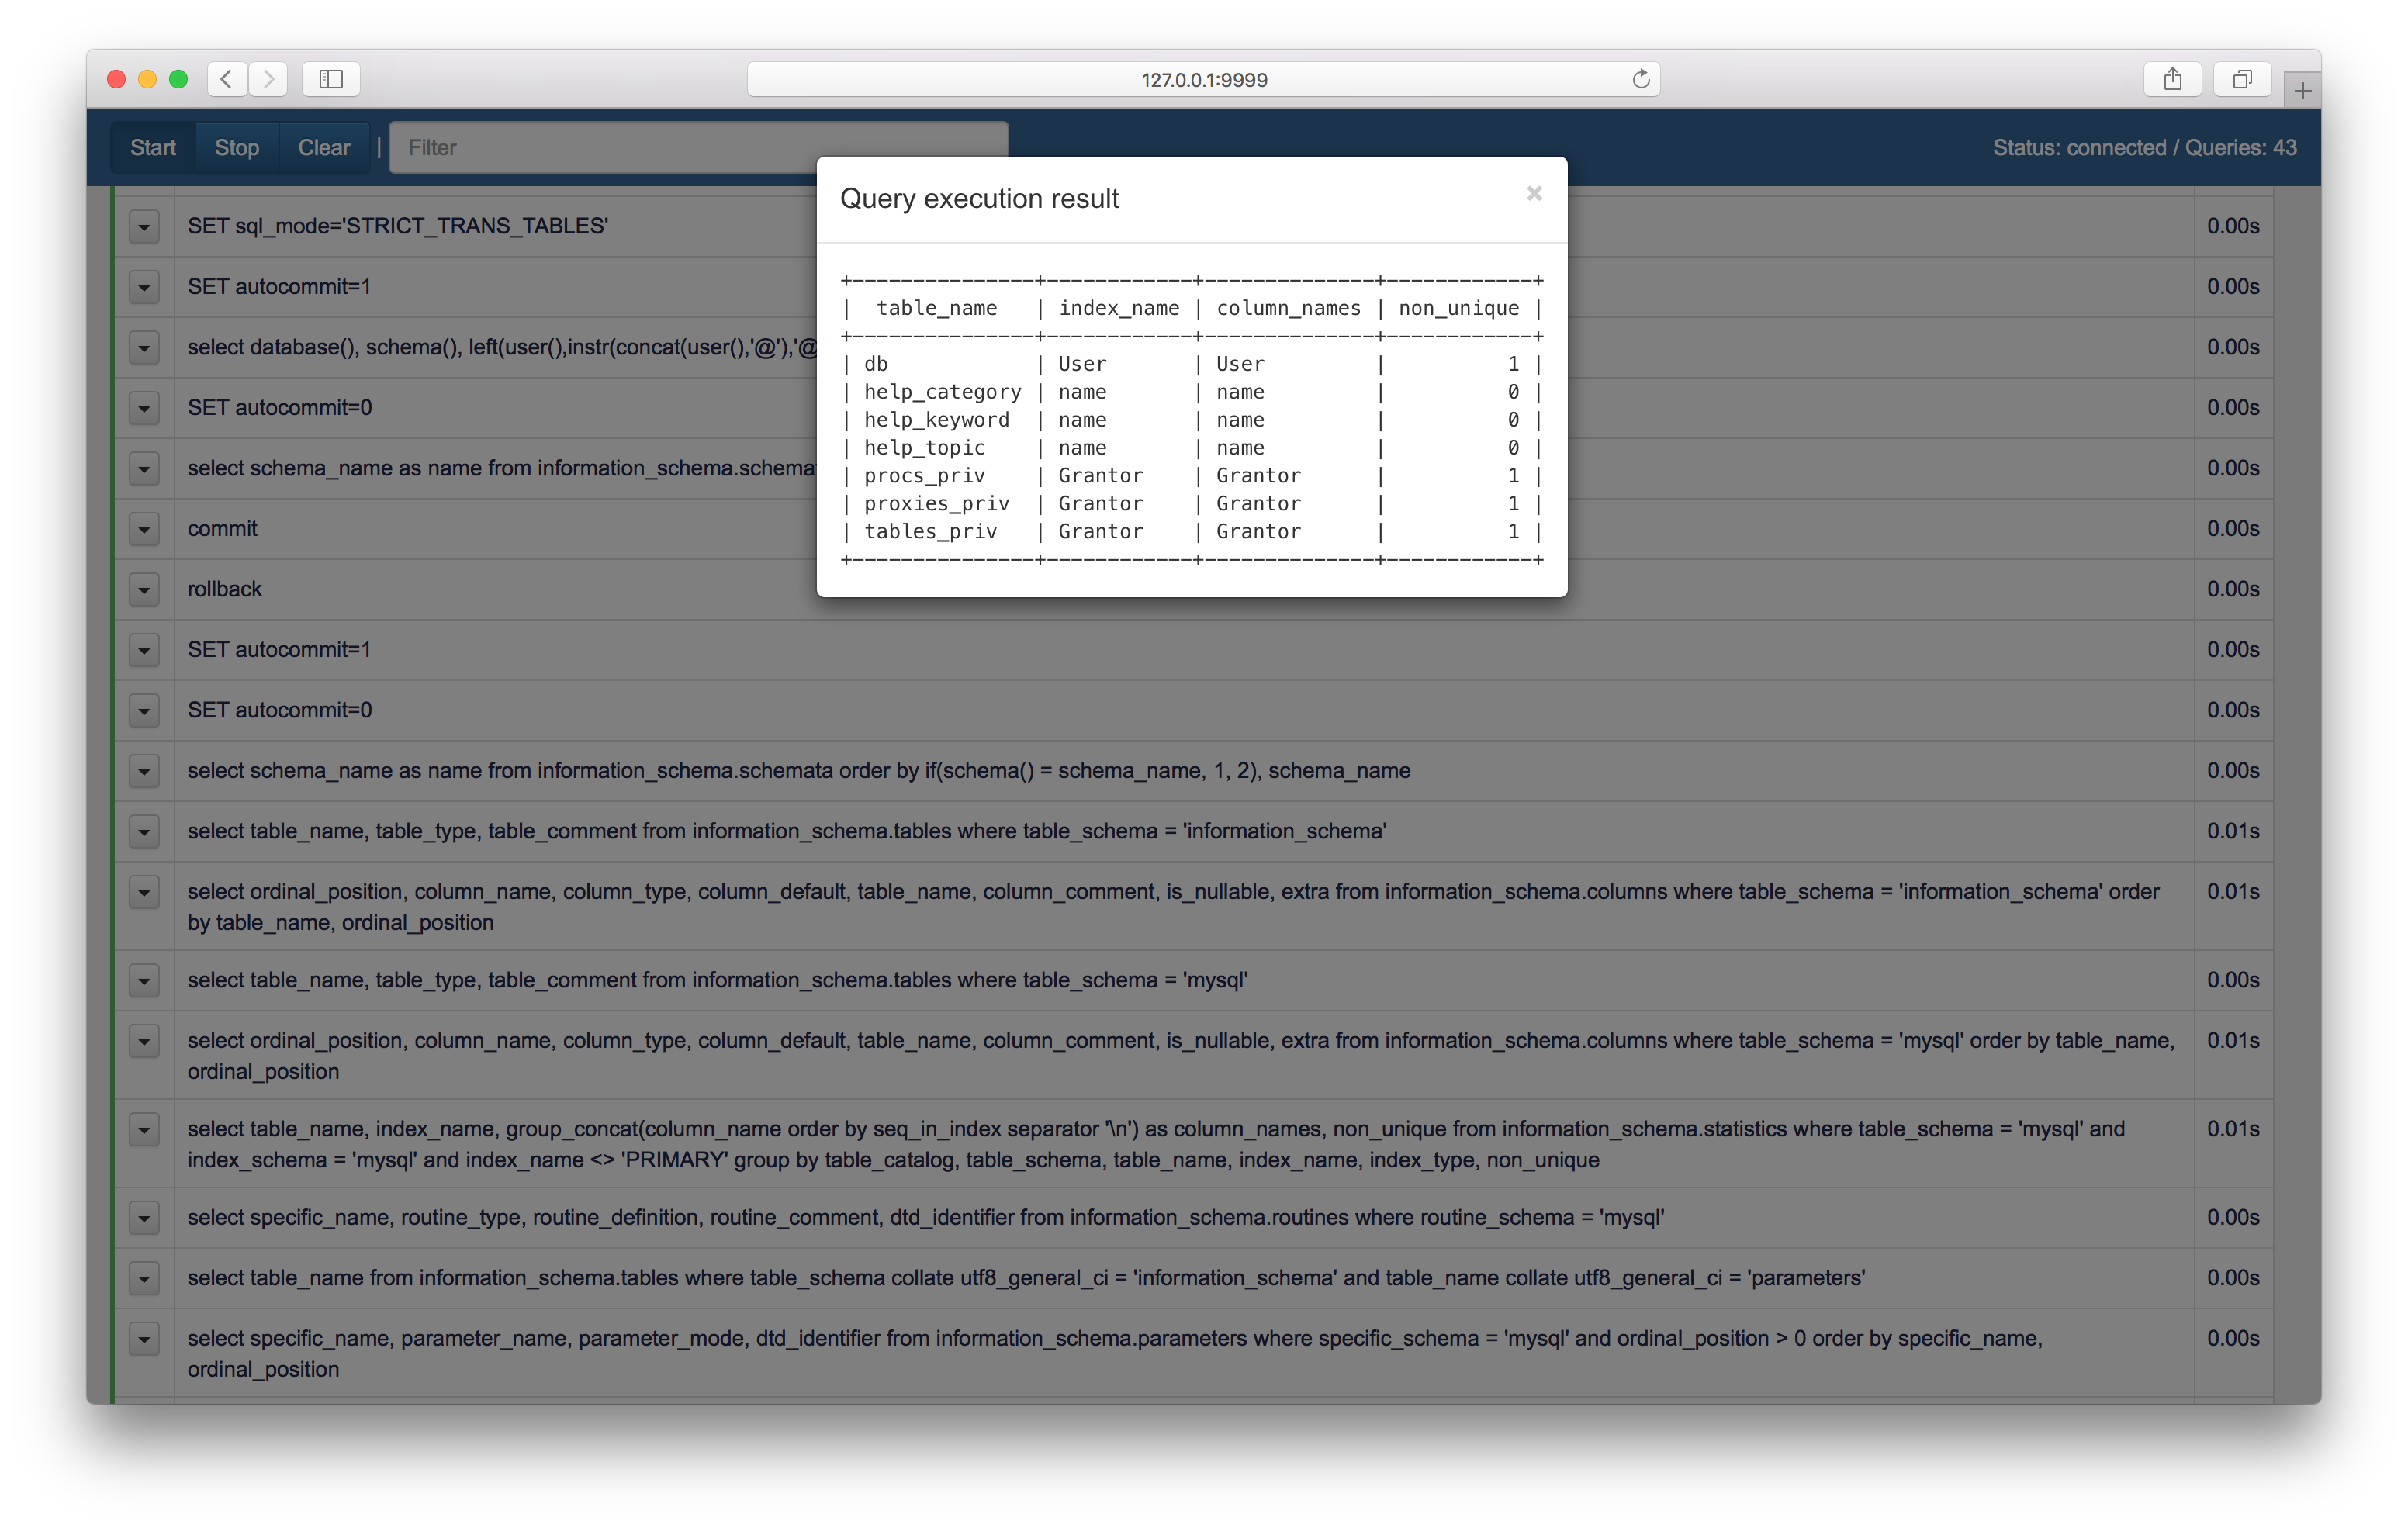 127.0.0.1:9999
Start Stop Clear | Filter
Status: connected / Queries: 43
Query execution result ×
+---------------+------------+--------------+------------+
|  table_name   | index_name | column_names | non_unique |
+---------------+------------+--------------+------------+
| db            | User       | User         |          1 |
| help_category | name       | name         |          0 |
| help_keyword  | name       | name         |          0 |
| help_topic    | name       | name         |          0 |
| procs_priv    | Grantor    | Grantor      |          1 |
| proxies_priv  | Grantor    | Grantor      |          1 |
| tables_priv   | Grantor    | Grantor      |          1 |
+---------------+------------+--------------+------------+
SET sql_mode='STRICT_TRANS_TABLES' 0.00s
SET autocommit=1 0.00s
select database(), schema(), left(user(),instr(concat(user(),'@'),'@ 0.00s
SET autocommit=0 0.00s
select schema_name as name from information_schema.schemat 0.00s
commit 0.00s
rollback 0.00s
SET autocommit=1 0.00s
SET autocommit=0 0.00s
select schema_name as name from information_schema.schemata order by if(schema() = schema_name, 1, 2), schema_name 0.00s
select table_name, table_type, table_comment from information_schema.tables where table_schema = 'information_schema' 0.01s
select ordinal_position, column_name, column_type, column_default, table_name, column_comment, is_nullable, extra from information_schema.columns where table_schema = 'information_schema' order 0.01s
by table_name, ordinal_position
select table_name, table_type, table_comment from information_schema.tables where table_schema = 'mysql' 0.00s
select ordinal_position, column_name, column_type, column_default, table_name, column_comment, is_nullable, extra from information_schema.columns where table_schema = 'mysql' order by table_name, 0.01s
ordinal_position
select table_name, index_name, group_concat(column_name order by seq_in_index separator '\n') as column_names, non_unique from information_schema.statistics where table_schema = 'mysql' and 0.01s
index_schema = 'mysql' and index_name <> 'PRIMARY' group by table_catalog, table_schema, table_name, index_name, index_type, non_unique
select specific_name, routine_type, routine_definition, routine_comment, dtd_identifier from information_schema.routines where routine_schema = 'mysql' 0.00s
select table_name from information_schema.tables where table_schema collate utf8_general_ci = 'information_schema' and table_name collate utf8_general_ci = 'parameters' 0.00s
select specific_name, parameter_name, parameter_mode, dtd_identifier from information_schema.parameters where specific_schema = 'mysql' and ordinal_position > 0 order by specific_name, 0.00s
ordinal_position